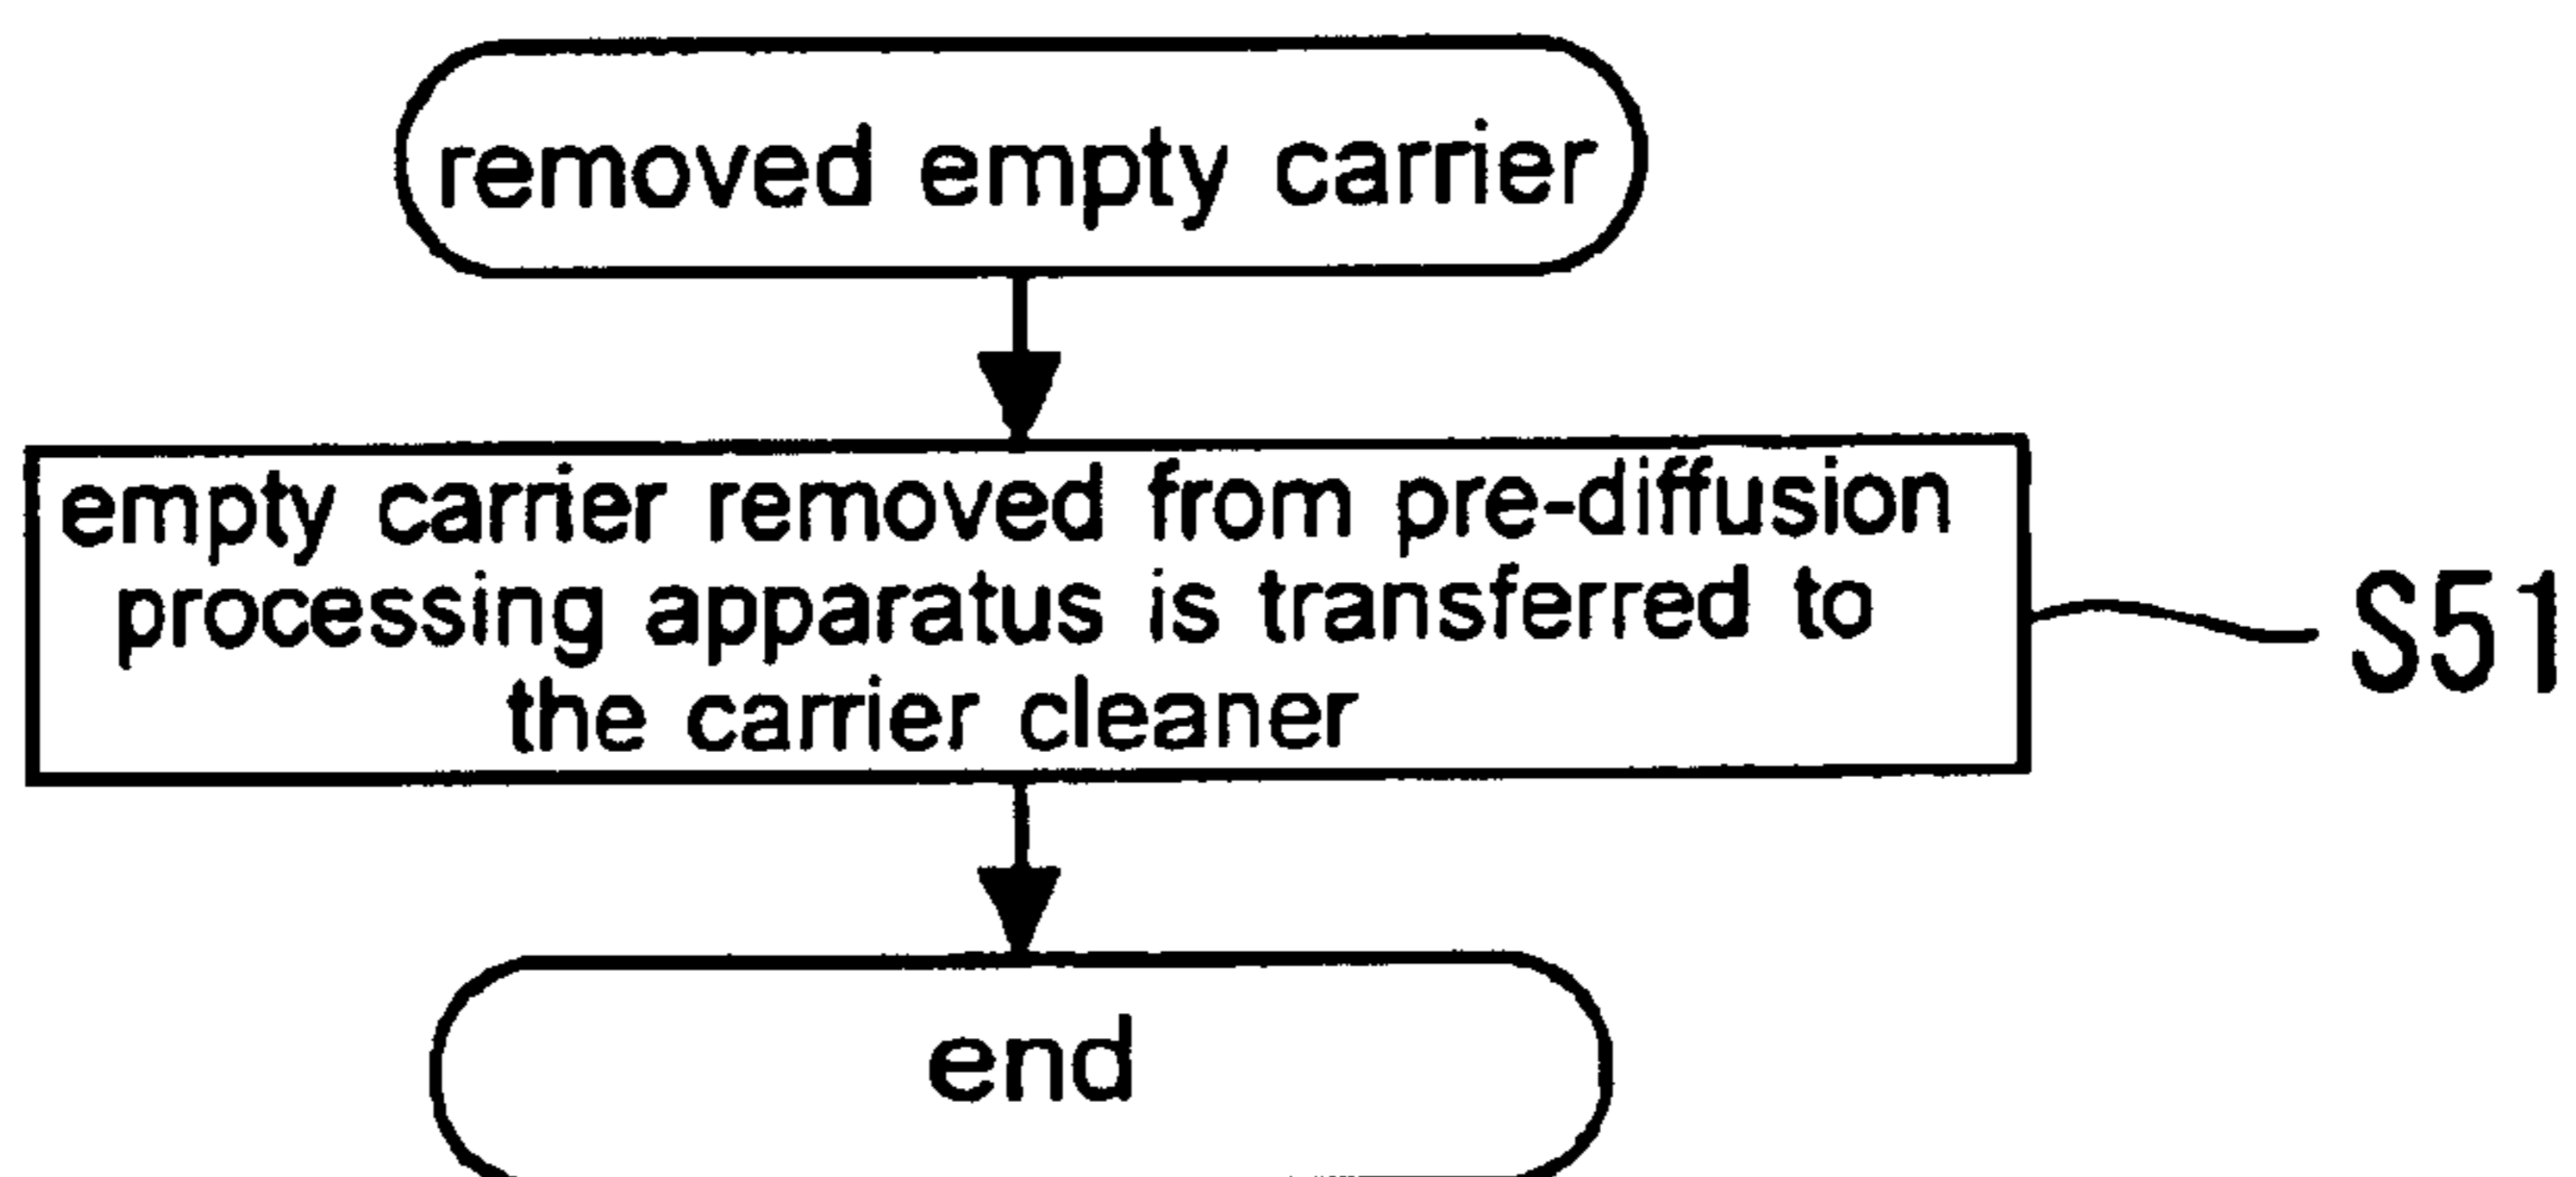 removed empty carrier
empty carrier removed from pre-diffusion
processing apparatus is transferred to
the carrier cleaner
S51
end